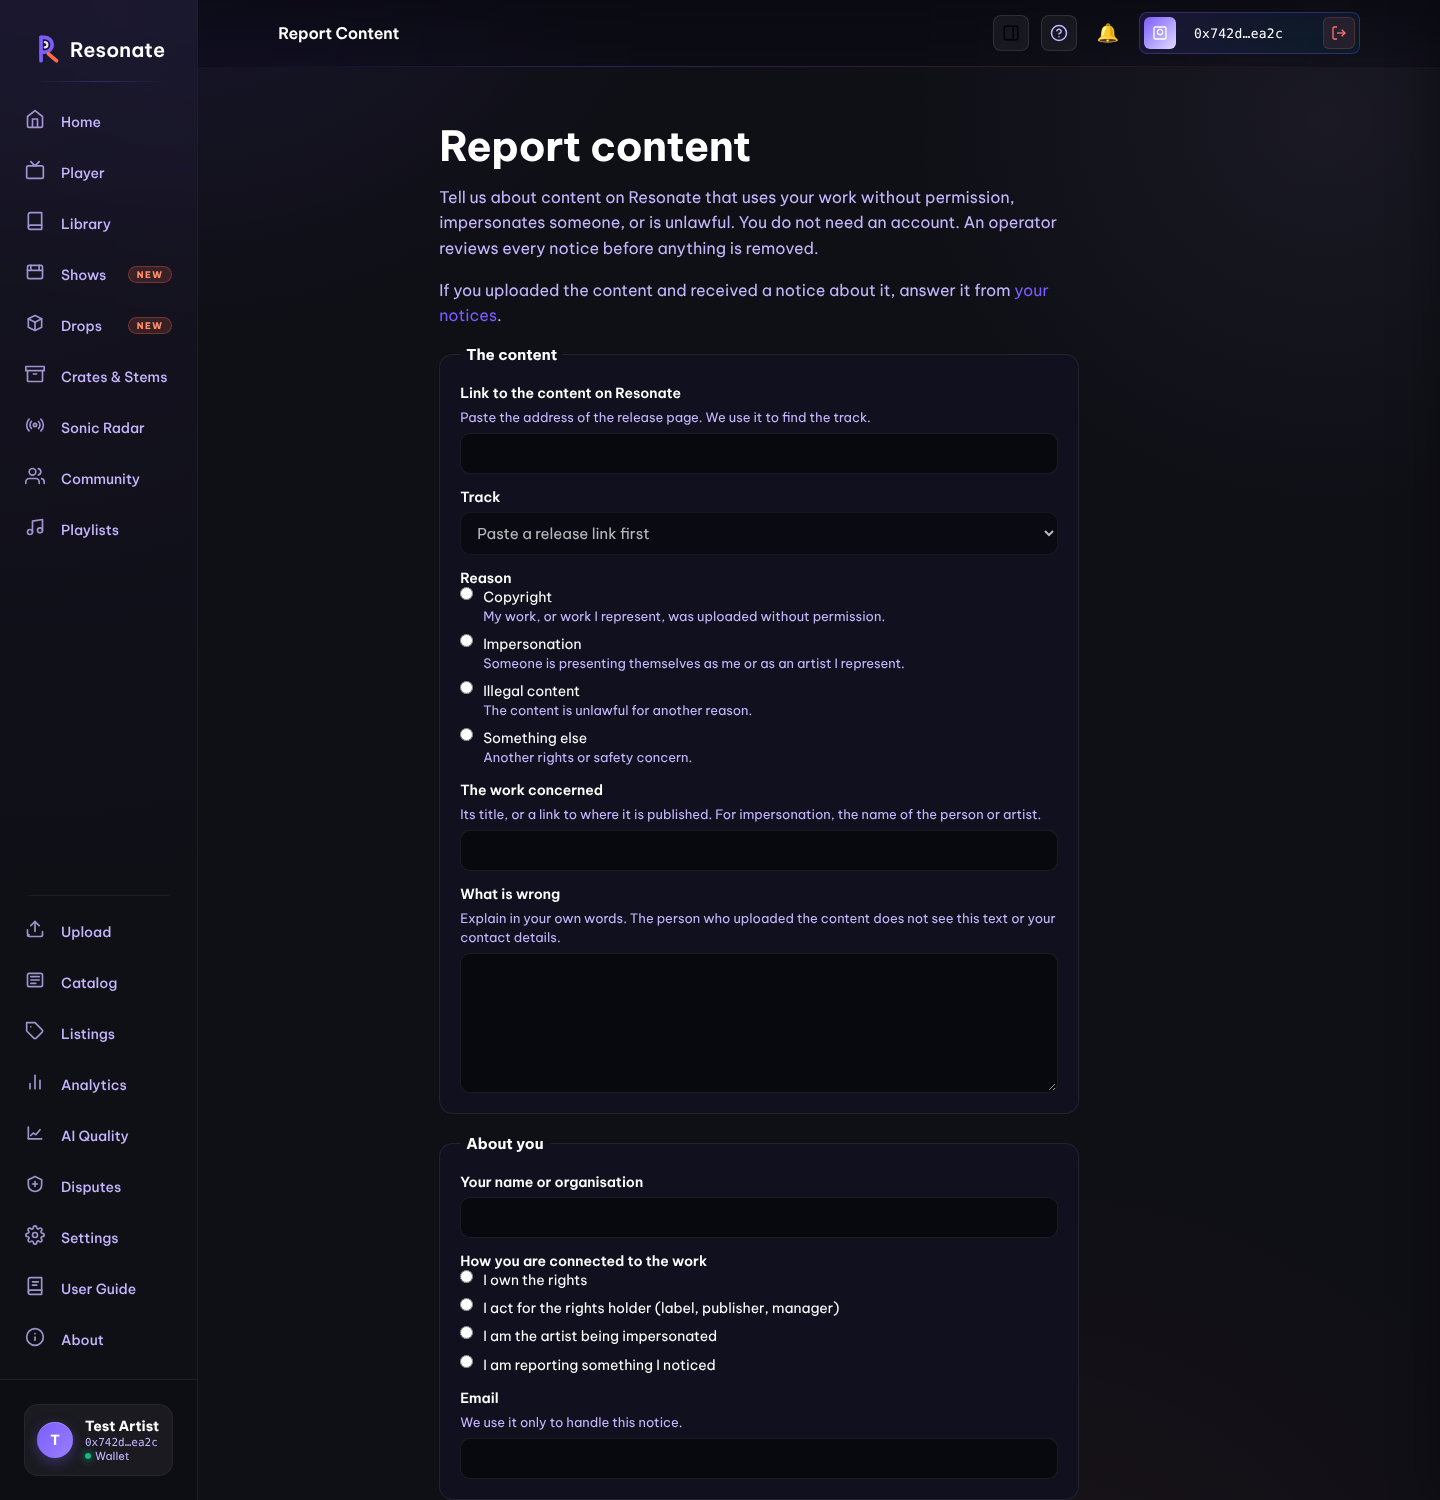 Resonate
Home
Player
Library
Shows NEW
Drops NEW
Crates & Stems
Sonic Radar
Community
Playlists
Upload
Catalog
Listings
Analytics
AI Quality
Disputes
Settings
User Guide
About
T
Test Artist
0x742d…ea2c
Wallet
Report Content
0x742d…ea2c
Report content
Tell us about content on Resonate that uses your work without permission,
impersonates someone, or is unlawful. You do not need an account. An operator
reviews every notice before anything is removed.
If you uploaded the content and received a notice about it, answer it from your
notices.
The content
Link to the content on Resonate
Paste the address of the release page. We use it to find the track.
Track
Paste a release link first
Reason
Copyright
My work, or work I represent, was uploaded without permission.
Impersonation
Someone is presenting themselves as me or as an artist I represent.
Illegal content
The content is unlawful for another reason.
Something else
Another rights or safety concern.
The work concerned
Its title, or a link to where it is published. For impersonation, the name of the person or artist.
What is wrong
Explain in your own words. The person who uploaded the content does not see this text or your
contact details.
About you
Your name or organisation
How you are connected to the work
I own the rights
I act for the rights holder (label, publisher, manager)
I am the artist being impersonated
I am reporting something I noticed
Email
We use it only to handle this notice.